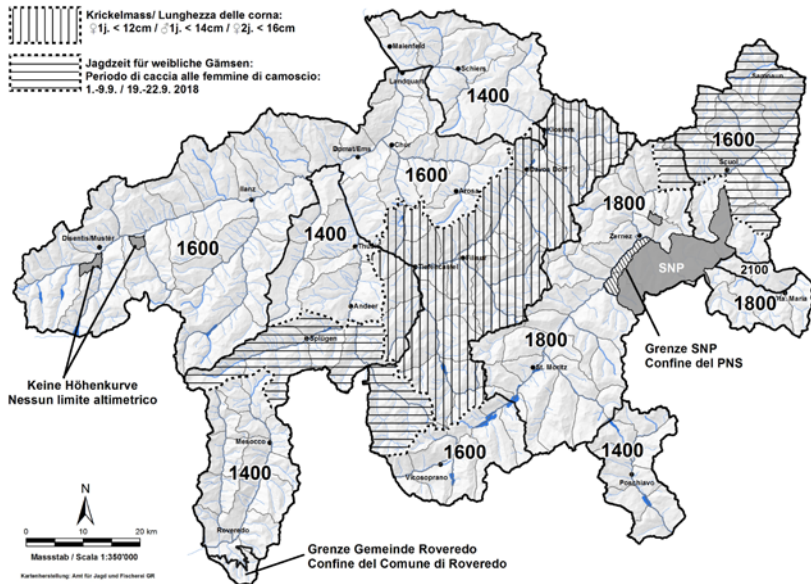 Krickelmass/ Lunghezza delle corna:
♀1j. < 12cm / ♂1j. < 14cm / ♀2j. < 16cm
Jagdzeit für weibliche Gämsen:
Periodo di caccia alle femmine di camoscio:
1.-9.9. / 19.-22.9. 2018
Maienfeld
Schiers
Landquart
1400
Samnaun
Klosters
1600
Domat/Ems
Chur
Scuol
Davos Dorf
1600
Arosa
Ilanz
1800
1400
Zernez
Disentis/Mustér
1600
Thusis
Tiefencastel
Filisur
SNP
2100
Sta. Maria
1800
Andeer
Splügen
1800
Grenze SNP
Confine del PNS
St. Moritz
Keine Höhenkurve
Nessun limite altimetrico
Mesocco
1600
1400
1400
Vicosoprano
Poschiavo
N
0 10 20 km
Massstab / Scala 1:350'000
Roveredo
Grenze Gemeinde Roveredo
Confine del Comune di Roveredo
Kartenherstellung: Amt für Jagd und Fischerei GR